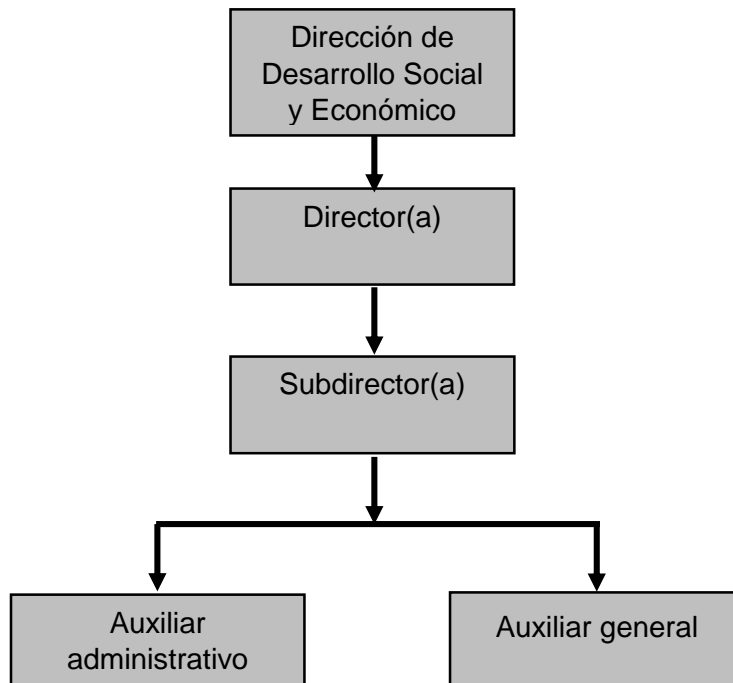 Dirección de
Desarrollo Social
y Económico
Director(a)
Subdirector(a)
Auxiliar
administrativo
Auxiliar general